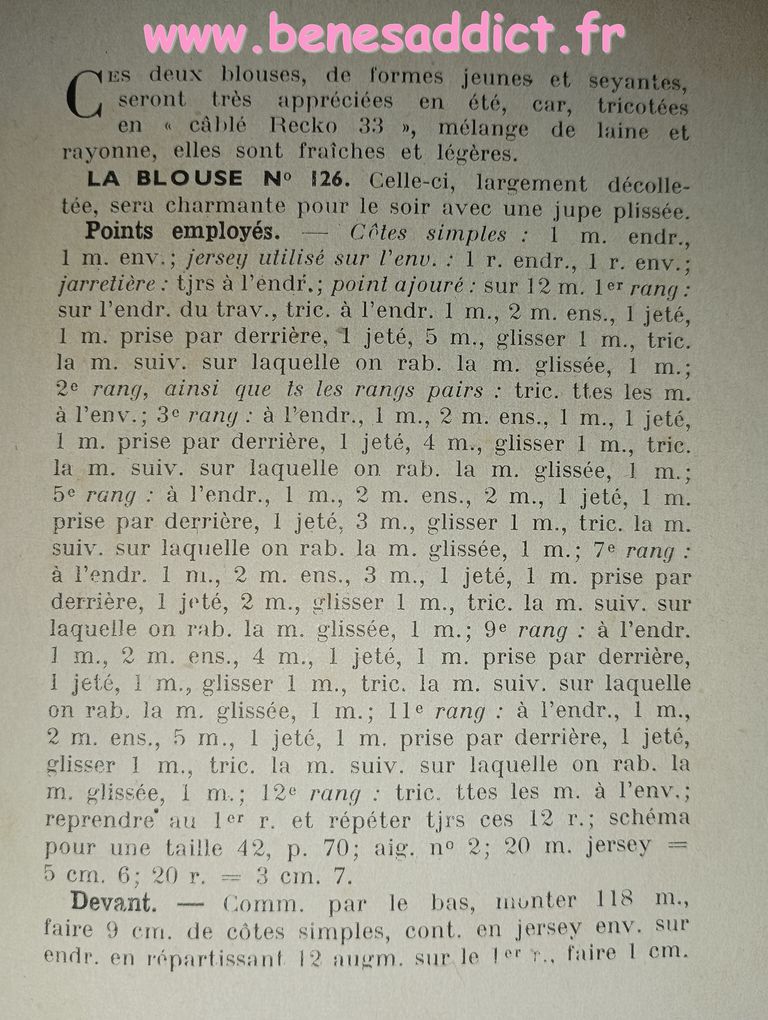 www.benesaddict.fr
CES deux blouses, de formes jeunes et seyantes,
seront très appréciées en été, car, tricotées
en « câblé Recko 33 », mélange de laine et
rayonne, elles sont fraîches et légères.
LA BLOUSE Nº 126. Celle-ci, largement décolle-
tée, sera charmante pour le soir avec une jupe plissée.
Points employés. — Côtes simples : 1 m. endr.,
1 m. env.; jersey utilisé sur l'env. : 1 r. endr., 1 r. env.;
jarretière : tjrs à l'endr.; point ajouré : sur 12 m. 1er rang :
sur l'endr. du trav., tric. à l'endr. 1 m., 2 m. ens., 1 jeté,
1 m. prise par derrière, 1 jeté, 5 m., glisser 1 m., tric.
la m. suiv. sur laquelle on rab. la m. glissée, 1 m.;
2e rang, ainsi que ts les rangs pairs : tric. ttes les m.
à l'env.; 3e rang : à l'endr., 1 m., 2 m. ens., 1 m., 1 jeté,
1 m. prise par derrière, 1 jeté, 4 m., glisser 1 m., tric.
la m. suiv. sur laquelle on rab. la m. glissée, 1 m.;
5e rang : à l'endr., 1 m., 2 m. ens., 2 m., 1 jeté, 1 m.
prise par derrière, 1 jeté, 3 m., glisser 1 m., tric. la m.
suiv. sur laquelle on rab. la m. glissée, 1 m.; 7e rang :
à l'endr. 1 m., 2 m. ens., 3 m., 1 jeté, 1 m. prise par
derrière, 1 jeté, 2 m., glisser 1 m., tric. la m. suiv. sur
laquelle on rab. la m. glissée, 1 m.; 9e rang : à l'endr.
1 m., 2 m. ens., 4 m., 1 jeté, 1 m. prise par derrière,
1 jeté, 1 m., glisser 1 m., tric. la m. suiv. sur laquelle
on rab. la m. glissée, 1 m.; 11e rang : à l'endr., 1 m.,
2 m. ens., 5 m., 1 jeté, 1 m. prise par derrière, 1 jeté,
glisser 1 m., tric. la m. suiv. sur laquelle on rab. la
m. glissée, 1 m.; 12e rang : tric. ttes les m. à l'env.;
reprendre au 1er r. et répéter tjrs ces 12 r.; schéma
pour une taille 42, p. 70; aig. nº 2; 20 m. jersey =
5 cm. 6; 20 r. = 3 cm. 7.
Devant. — Comm. par le bas, monter 118 m.,
faire 9 cm. de côtes simples, cont. en jersey env. sur
endr. en répartissant 12 augm. sur le 1er r., faire 1 cm.